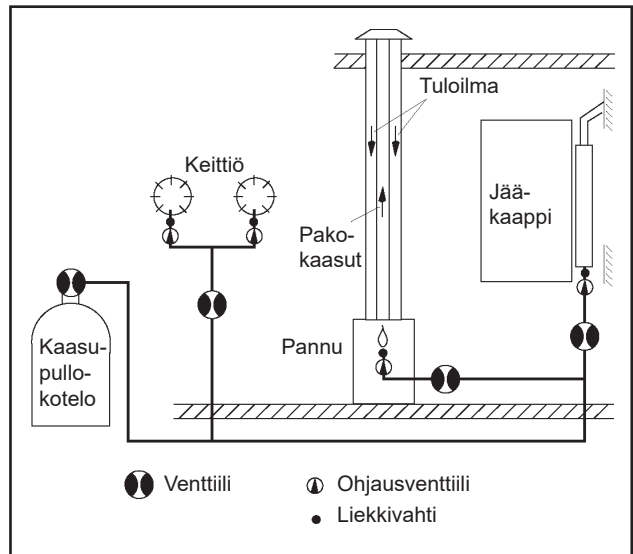 Tuloilma
Keittiö
Jää-
kaappi
Pako-
kaasut
Kaasu-
pullo-
kotelo
Pannu
Venttiili
Ohjausventtiili
Liekkivahti